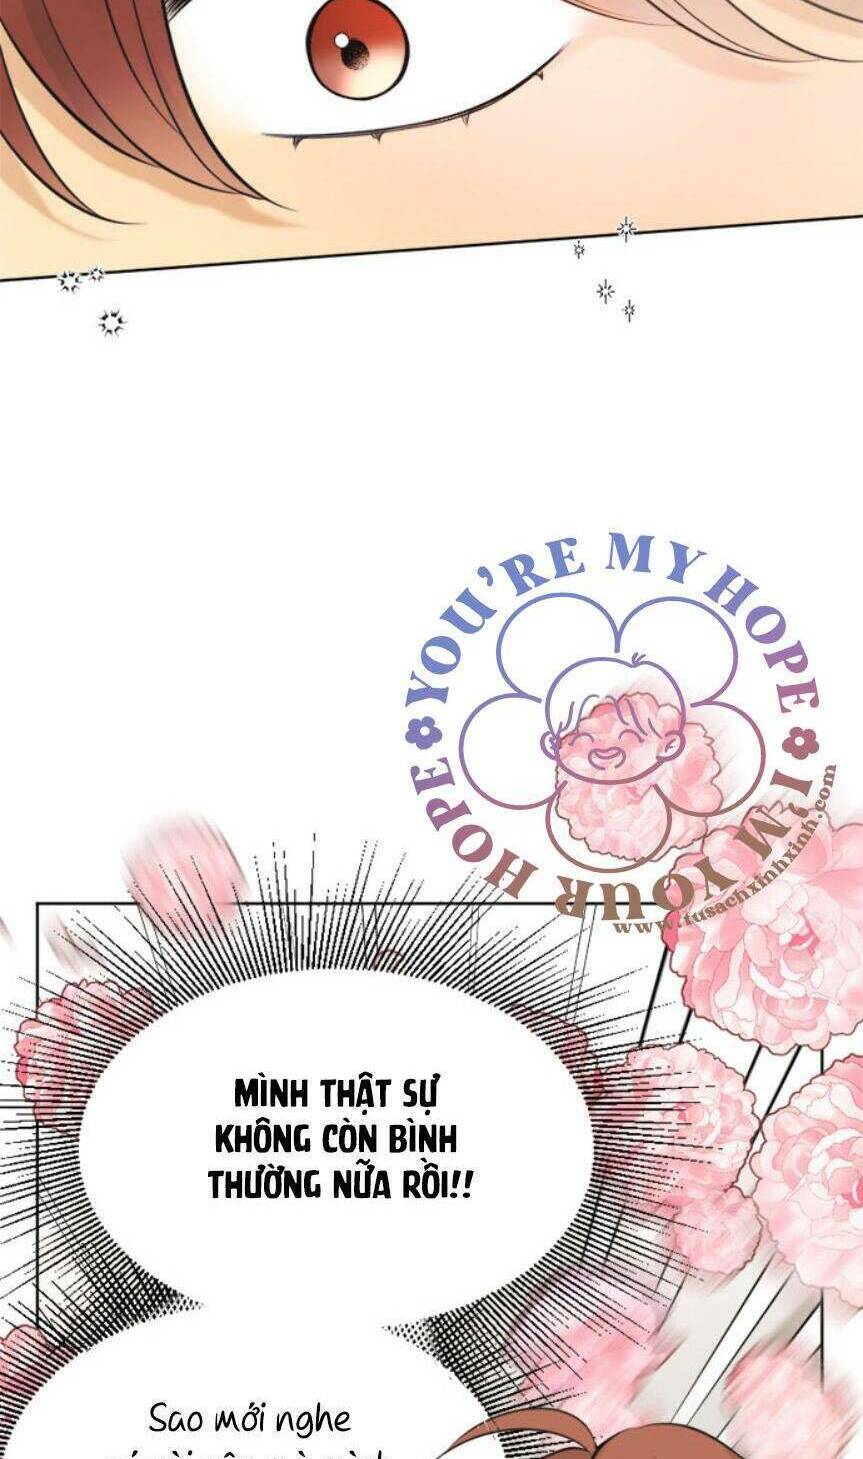 YOU'RE MY HOPE
I'M YOUR HOPE
www.tusachxinhxinh.com
MÌNH THẬT SỰ
KHÔNG CÒN BÌNH
THƯỜNG NỮA RỒI!!
Sao mới nghe